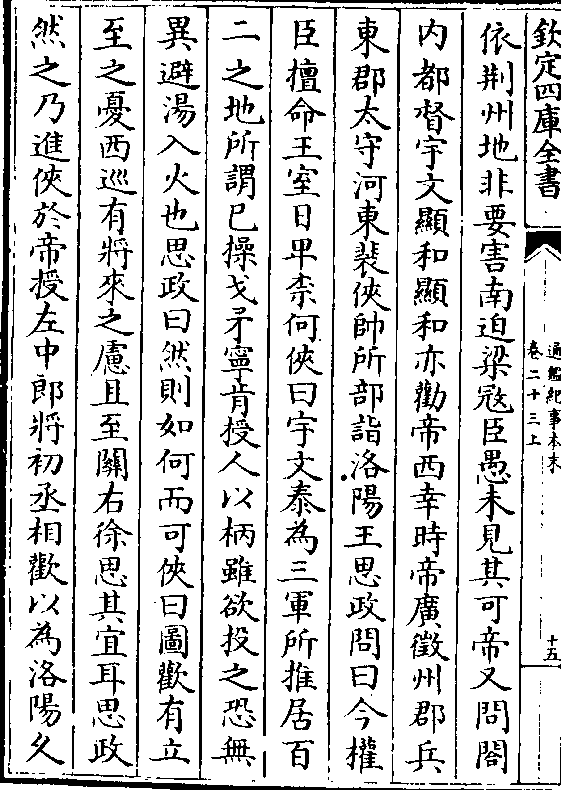 欽定四庫全書
通鑑紀事本末
卷二十三上
十五
依荆州地非要害南迫梁冦臣愚未見其可帝又問閤
内都督宇文顯和顯和亦勸帝西幸時帝廣徵州郡兵
東郡太守河東裴俠帥所部詣洛陽王思政問曰今權
臣擅命王室日卑柰何俠曰宇文泰為三軍所推居百
二之地所謂已操戈矛寧肯授人以柄雖欲投之恐無
異避湯入火也思政曰然則如何而可俠曰圖歡有立
至之憂西巡有將來之慮且至關右徐思其宜耳思政
然之乃進俠於帝授左中郎將初丞相歡以為洛陽久